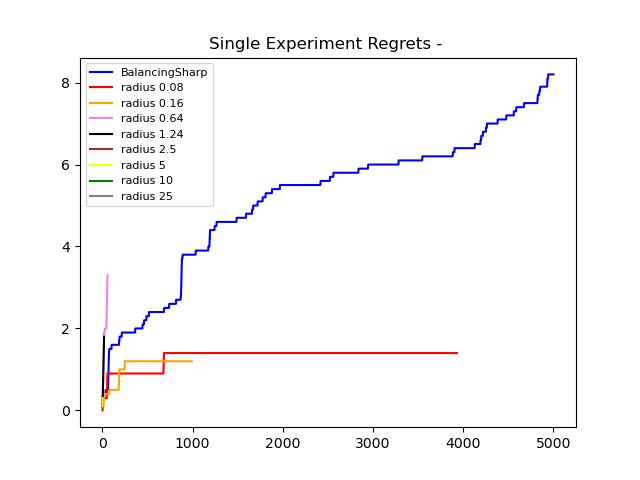 Single Experiment Regrets -
BalancingSharp
radius 0.08
radius 0.16
radius 0.64
radius 1.24
radius 2.5
radius 5
radius 10
radius 25
8
6
4
2
0
0 1000 2000 3000 4000 5000